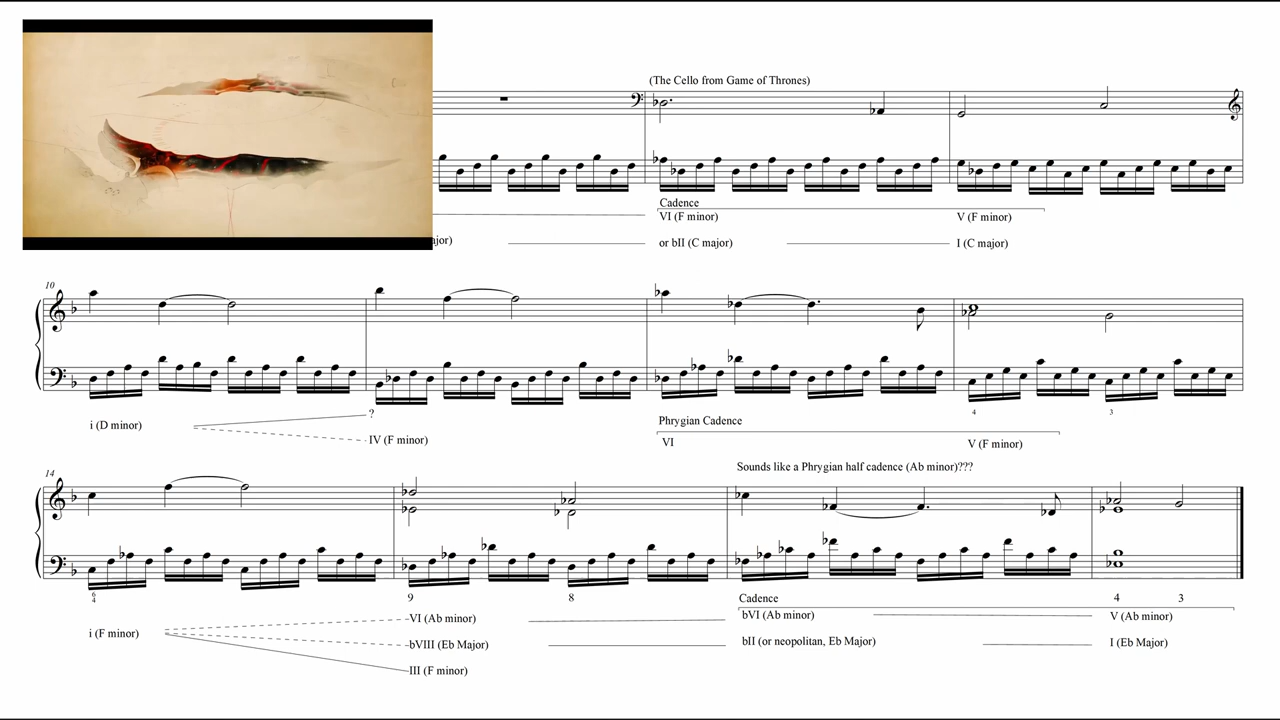 (The Cello from Game of Thrones)
Cadence
VI (F minor)
V (F minor)
jor)
or bII (C major)
I (C major)
10
i (D minor)
?
IV (F minor)
Phrygian Cadence
VI
V (F minor)
4
3
14
Sounds like a Phrygian half cadence (Ab minor)???
6
4
9
8
Cadence
4
3
i (F minor)
VI (Ab minor)
bVI (Ab minor)
V (Ab minor)
bVIII (Eb Major)
bII (or neopolitan, Eb Major)
I (Eb Major)
III (F minor)